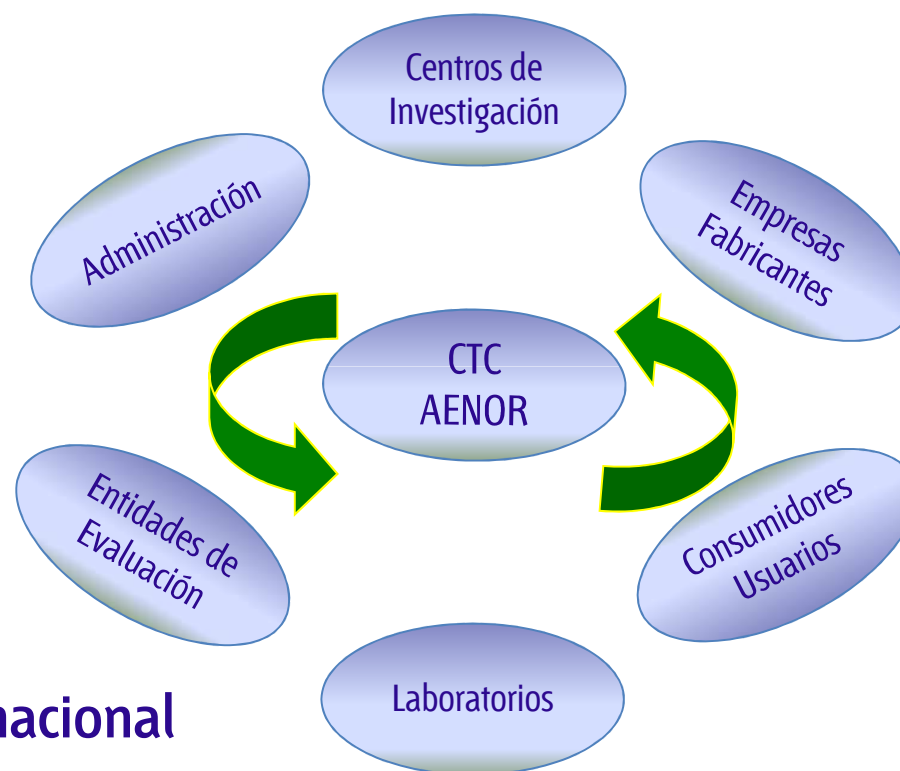 Centros de
Investigación
Administración
Empresas
Fabricantes
CTC
AENOR
Entidades de
Evaluación
Consumidores
Usuarios
Laboratorios
nacional